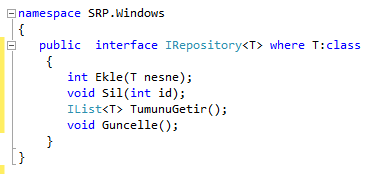 namespace SRP.Windows
{
public  interface IRepository<T> where T:class
{
int Ekle(T nesne);
void Sil(int id);
IList<T> TumunuGetir();
void Guncelle();
}
}